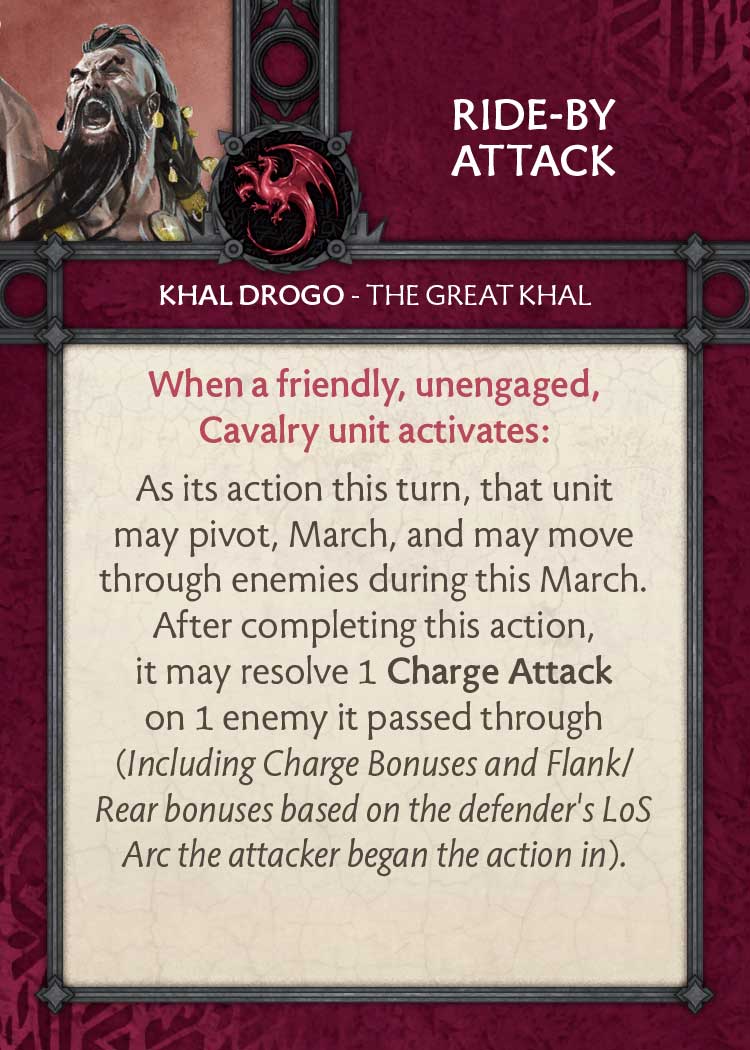 RIDE-BY
ATTACK
KHAL DROGO - THE GREAT KHAL
When a friendly, unengaged,
Cavalry unit activates:
As its action this turn, that unit
may pivot, March, and may move
through enemies during this March.
After completing this action,
it may resolve 1 Charge Attack
on 1 enemy it passed through
(Including Charge Bonuses and Flank/
Rear bonuses based on the defender's LoS
Arc the attacker began the action in).